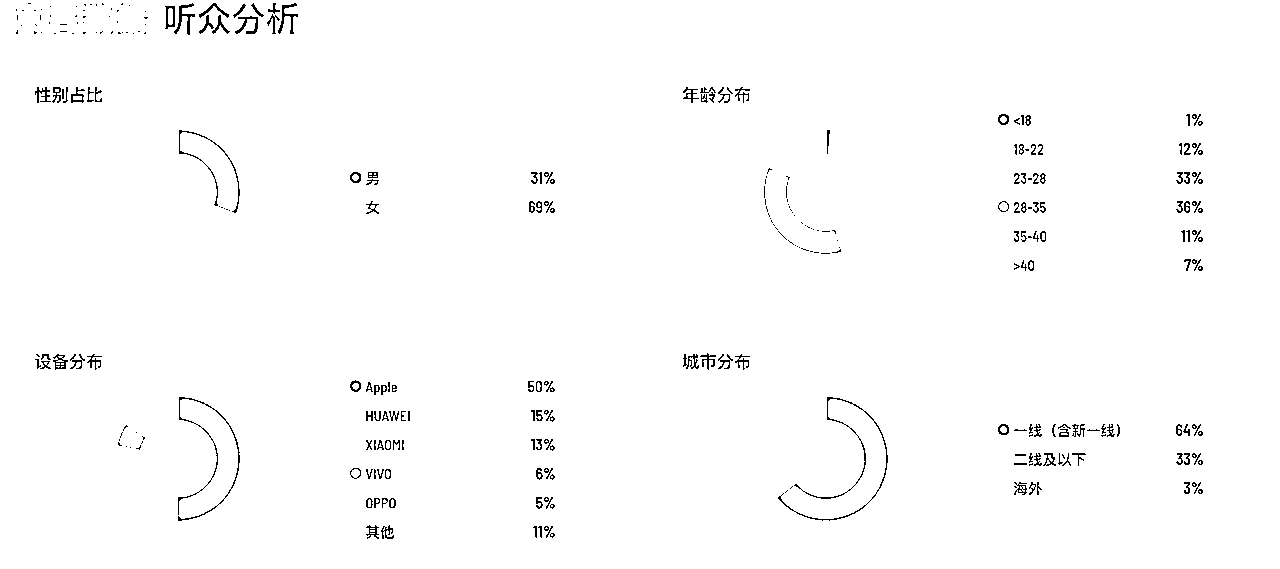 听众分析
性别占比
男 31%
女 69%
年龄分布
<18 1%
18-22 12%
23-28 33%
28-35 36%
35-40 11%
>40 7%
设备分布
Apple 50%
HUAWEI 15%
XIAOMI 13%
VIVO 6%
OPPO 5%
其他 11%
城市分布
一线（含新一线） 64%
二线及以下 33%
海外 3%